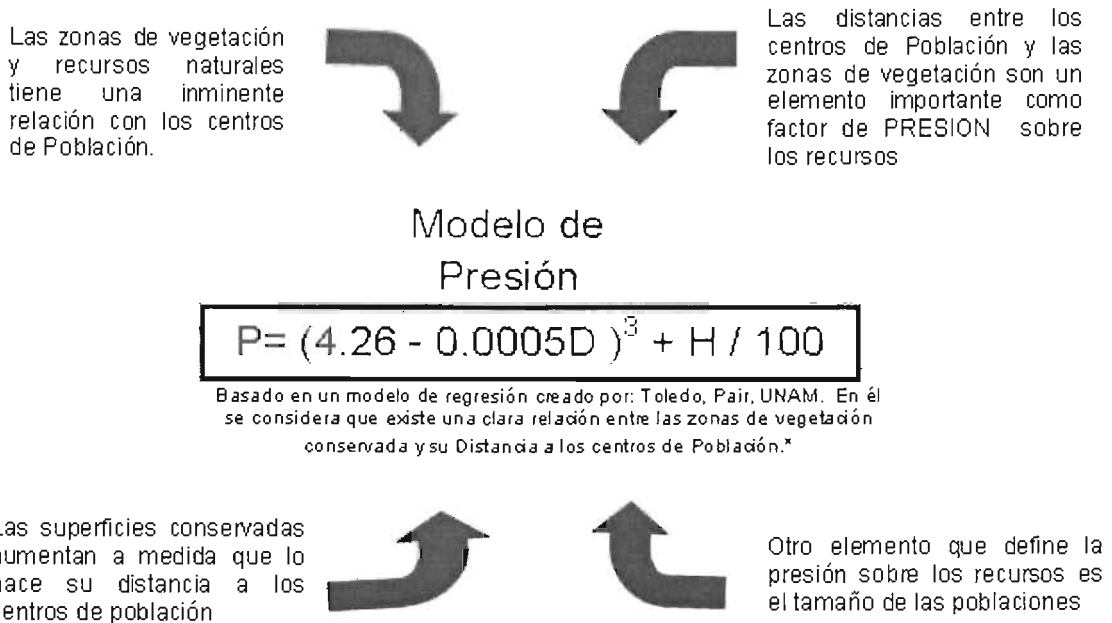 Las zonas de vegetación
y recursos naturales
tiene una inminente
relación con los centros
de Población.
Las distancias entre los
centros de Población y las
zonas de vegetación son un
elemento importante como
factor de PRESION sobre
los recursos
Modelo de
Presión
P= (4.26 - 0.0005D )³ + H / 100
Basado en un modelo de regresión creado por: Toledo, Pair, UNAM. En él
se considera que existe una clara relación entre las zonas de vegetación
conservada y su Distancia a los centros de Población.*
Las superficies conservadas
aumentan a medida que lo
hace su distancia a los
centros de población
Otro elemento que define la
presión sobre los recursos es
el tamaño de las poblaciones